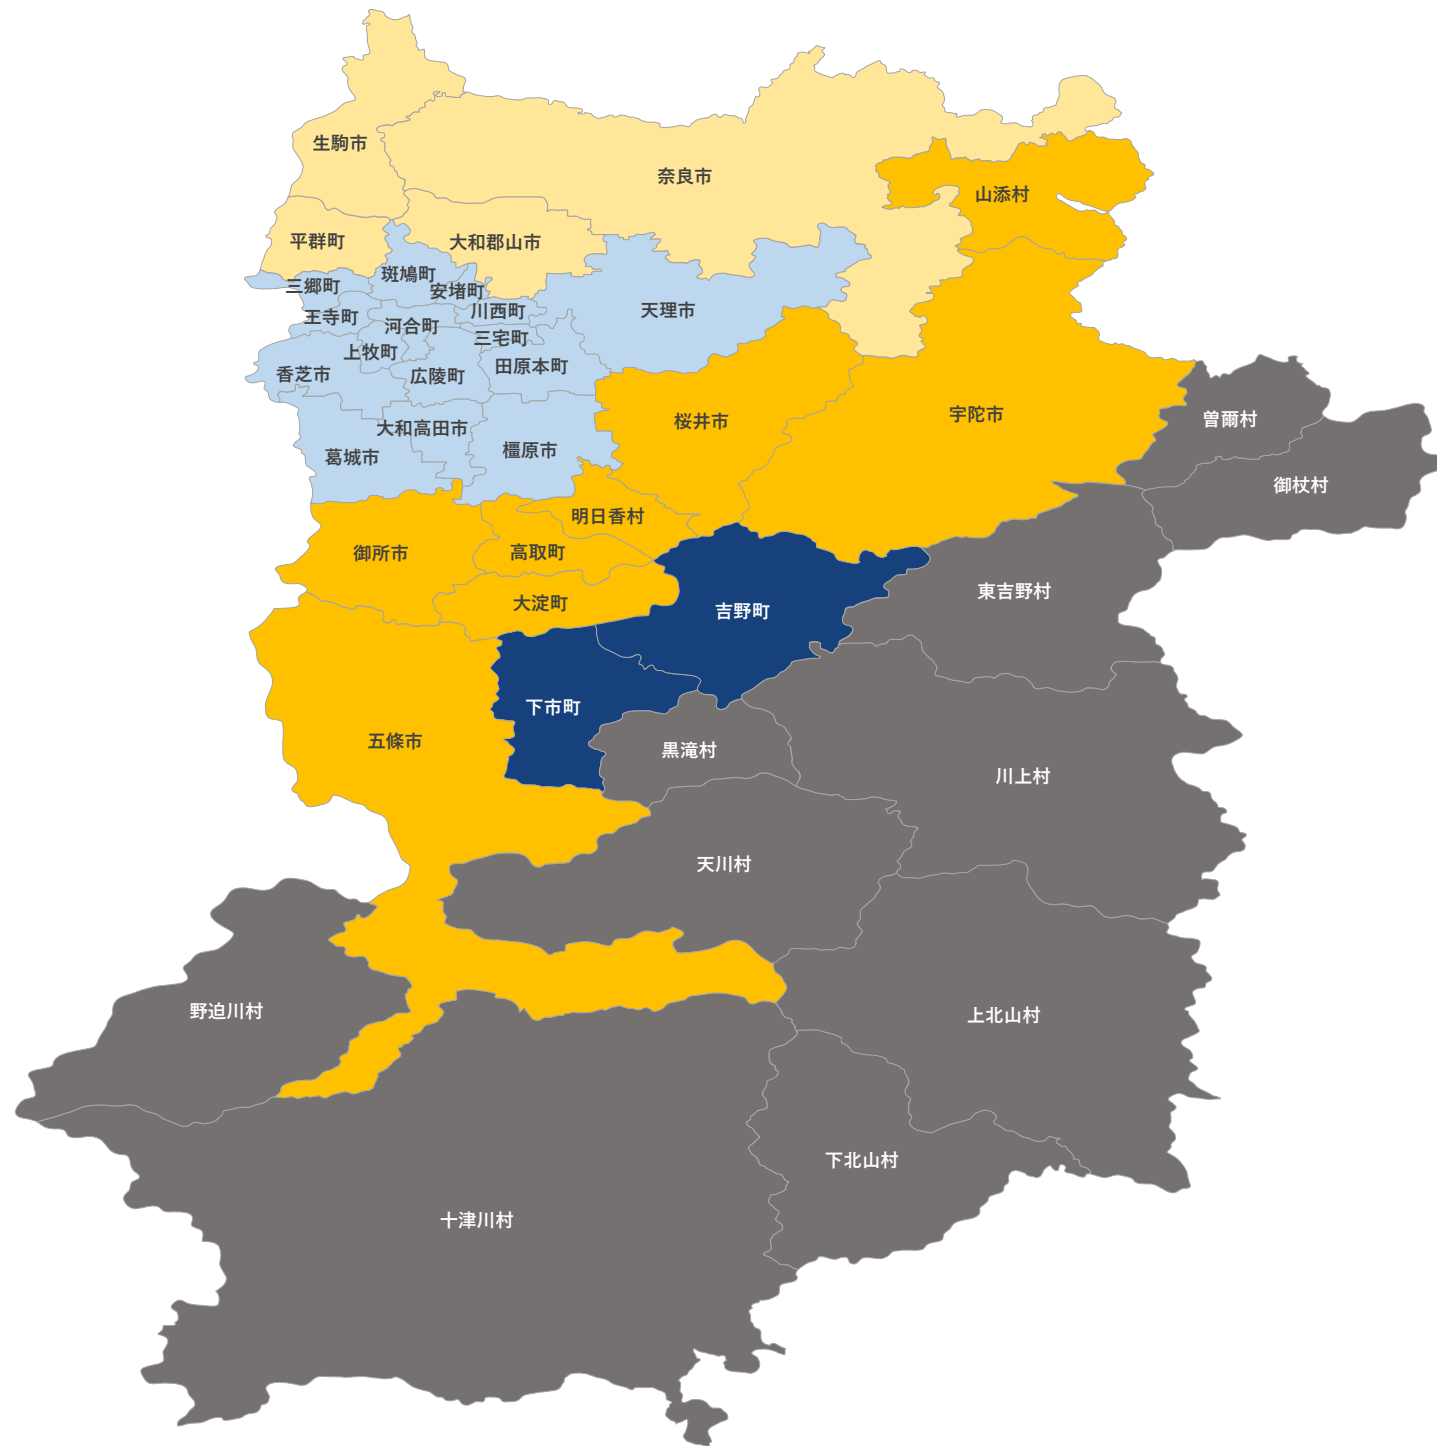 生駒市
奈良市
山添村
平群町
大和郡山市
斑鳩町
三郷町
安堵町
川西町
天理市
王寺町
河合町
三宅町
上牧町
田原本町
香芝市
広陵町
宇陀市
曽爾村
桜井市
大和高田市
橿原市
葛城市
御杖村
明日香村
御所市
高取町
東吉野村
大淀町
吉野町
下市町
五條市
黒滝村
川上村
天川村
野迫川村
上北山村
下北山村
十津川村